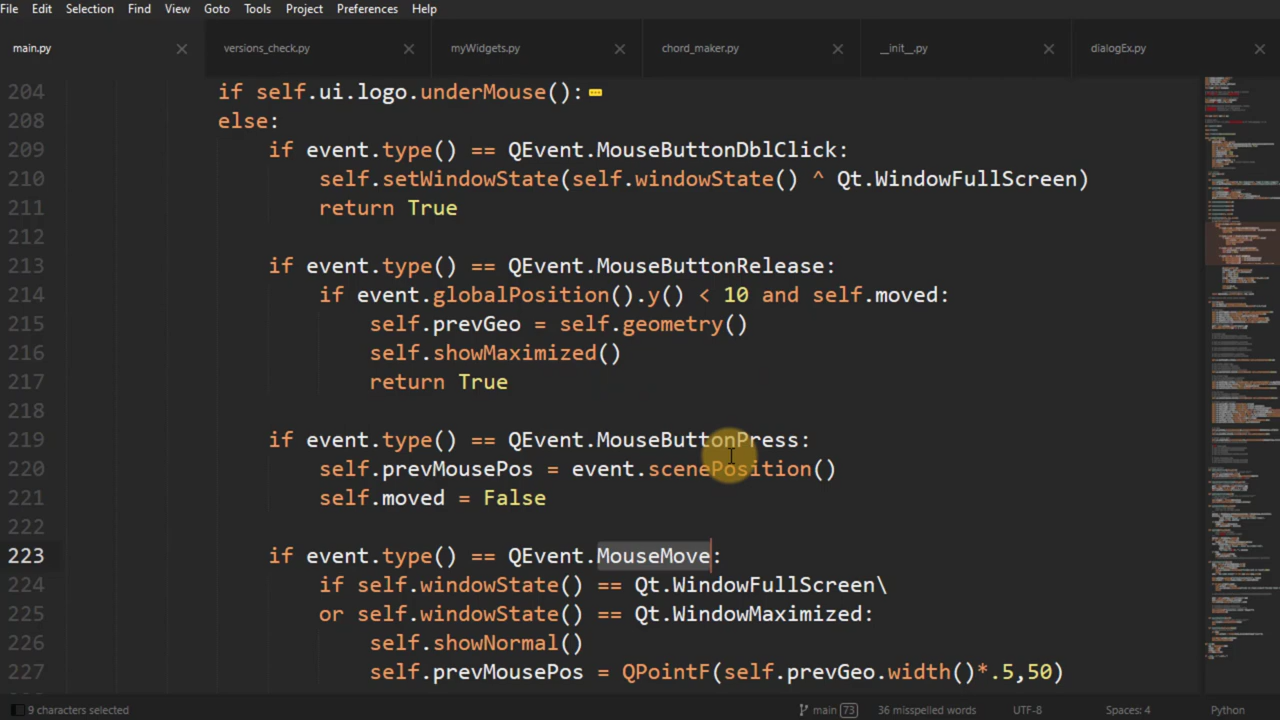 File Edit Selection Find View Goto Tools Project Preferences Help
main.py versions_check.py myWidgets.py chord_maker.py __init__.py dialogEx.py
204 if self.ui.logo.underMouse():
208 else:
209 if event.type() == QEvent.MouseButtonDblClick:
210 self.setWindowState(self.windowState() ^ Qt.WindowFullScreen)
211 return True
212
213 if event.type() == QEvent.MouseButtonRelease:
214 if event.globalPosition().y() < 10 and self.moved:
215 self.prevGeo = self.geometry()
216 self.showMaximized()
217 return True
218
219 if event.type() == QEvent.MouseButtonPress:
220 self.prevMousePos = event.scenePosition()
221 self.moved = False
222
223 if event.type() == QEvent.MouseMove:
224 if self.windowState() == Qt.WindowFullScreen\
225 or self.windowState() == Qt.WindowMaximized:
226 self.showNormal()
227 self.prevMousePos = QPointF(self.prevGeo.width()*.5,50)
9 characters selected main 73 36 misspelled words UTF-8 Spaces: 4 Python